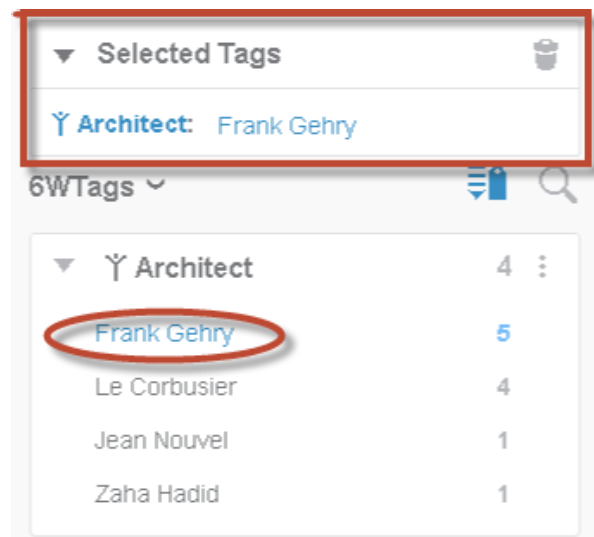 Selected Tags
Architect: Frank Gehry
6WTags
Architect 4
Frank Gehry 5
Le Corbusier 4
Jean Nouvel 1
Zaha Hadid 1